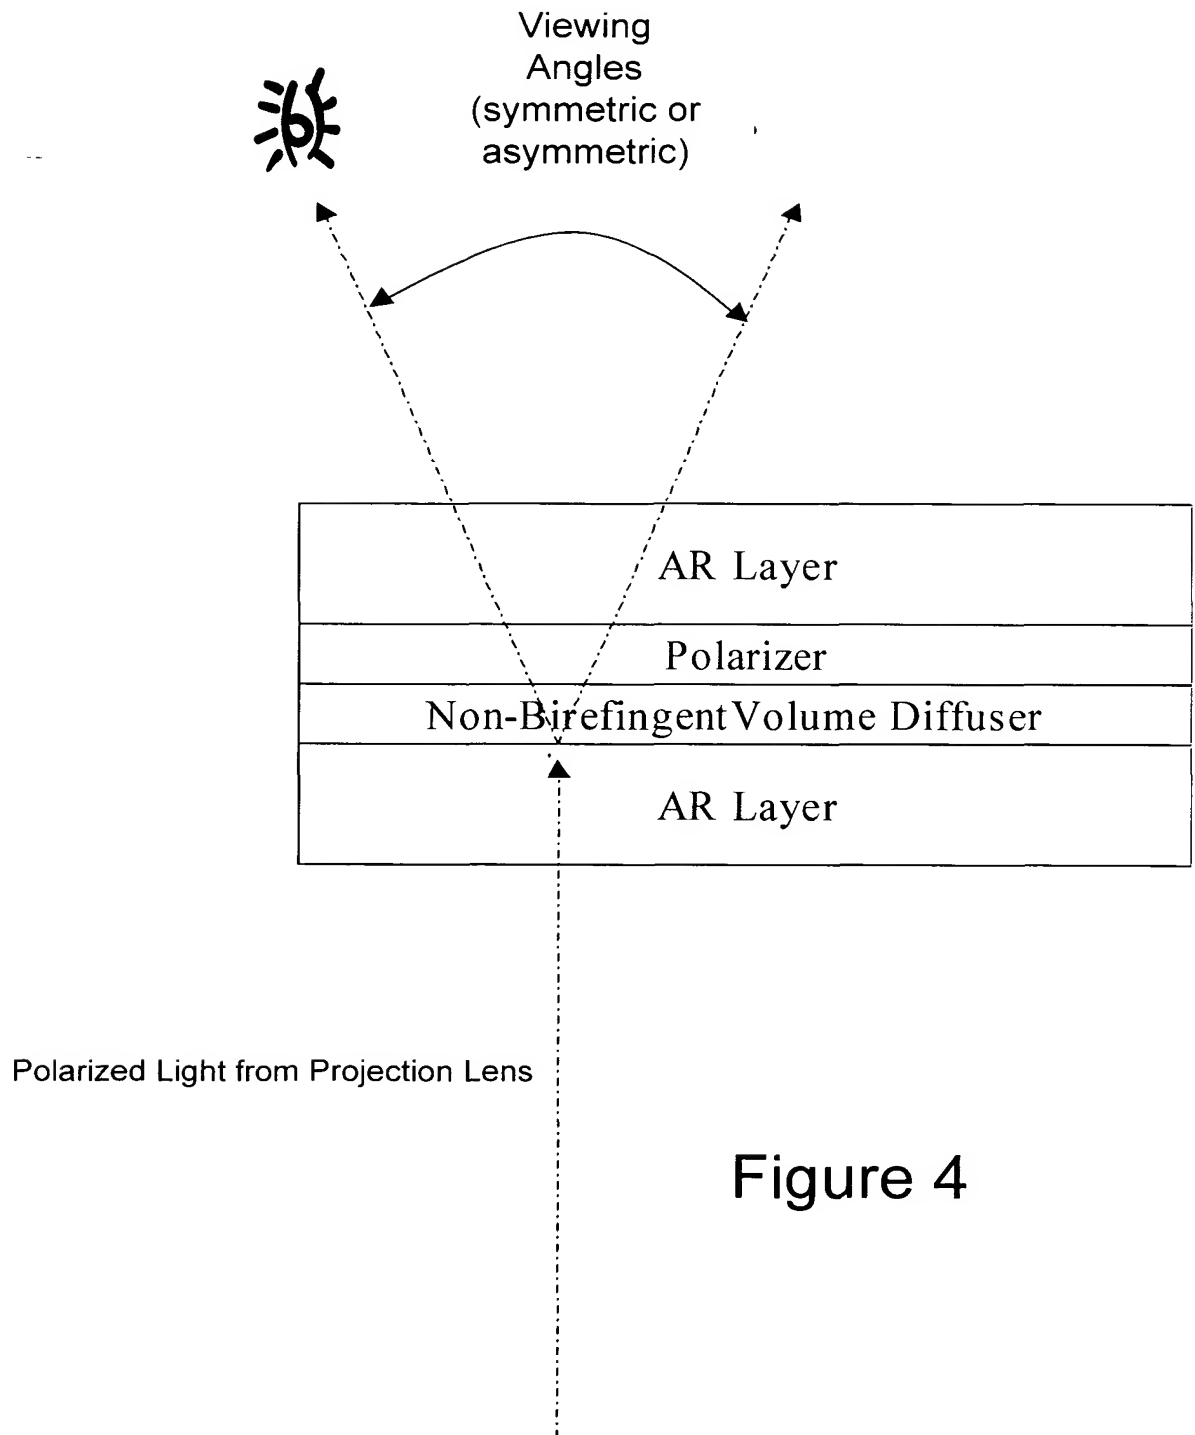 Viewing
Angles
(symmetric or
asymmetric)
AR Layer
Polarizer
Non-Birefingent Volume Diffuser
AR Layer
Polarized Light from Projection Lens
Figure 4